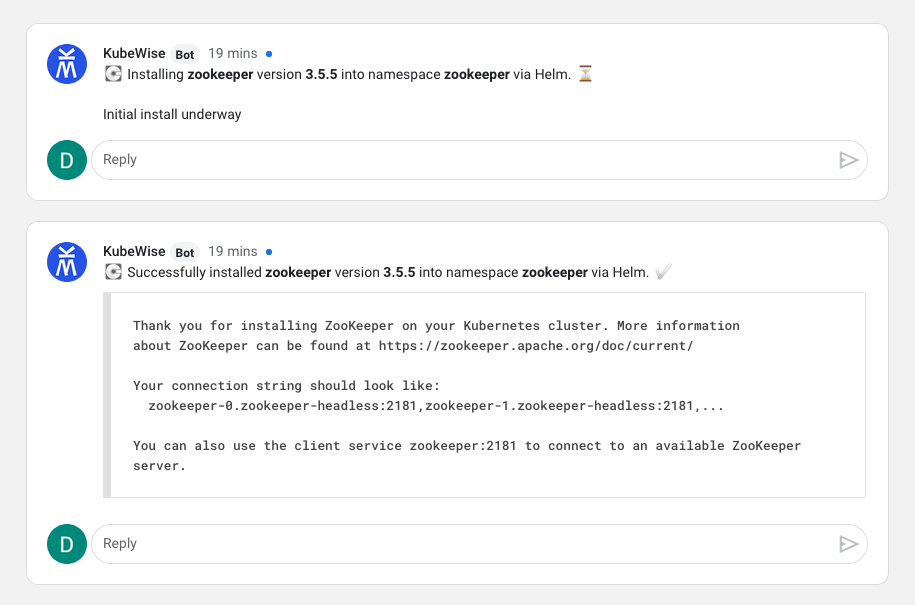 KubeWise Bot 19 mins
💽 Installing zookeeper version 3.5.5 into namespace zookeeper via Helm. ⏳
Initial install underway
D Reply
KubeWise Bot 19 mins
💽 Successfully installed zookeeper version 3.5.5 into namespace zookeeper via Helm. ✔️
Thank you for installing ZooKeeper on your Kubernetes cluster. More information
about ZooKeeper can be found at https://zookeeper.apache.org/doc/current/
Your connection string should look like:
zookeeper-0.zookeeper-headless:2181,zookeeper-1.zookeeper-headless:2181,...
You can also use the client service zookeeper:2181 to connect to an available ZooKeeper
server.
D Reply